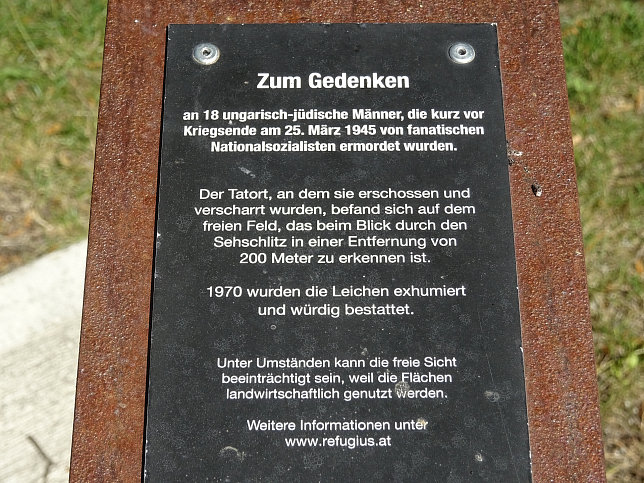 Zum Gedenken
an 18 ungarisch-jüdische Männer, die kurz vor
Kriegsende am 25. März 1945 von fanatischen
Nationalsozialisten ermordet wurden.
Der Tatort, an dem sie erschossen und
verscharrt wurden, befand sich auf dem
freien Feld, das beim Blick durch den
Sehschlitz in einer Entfernung von
200 Meter zu erkennen ist.
1970 wurden die Leichen exhumiert
und würdig bestattet.
Unter Umständen kann die freie Sicht
beeinträchtigt sein, weil die Flächen
landwirtschaftlich genutzt werden.
Weitere Informationen unter
www.refugius.at